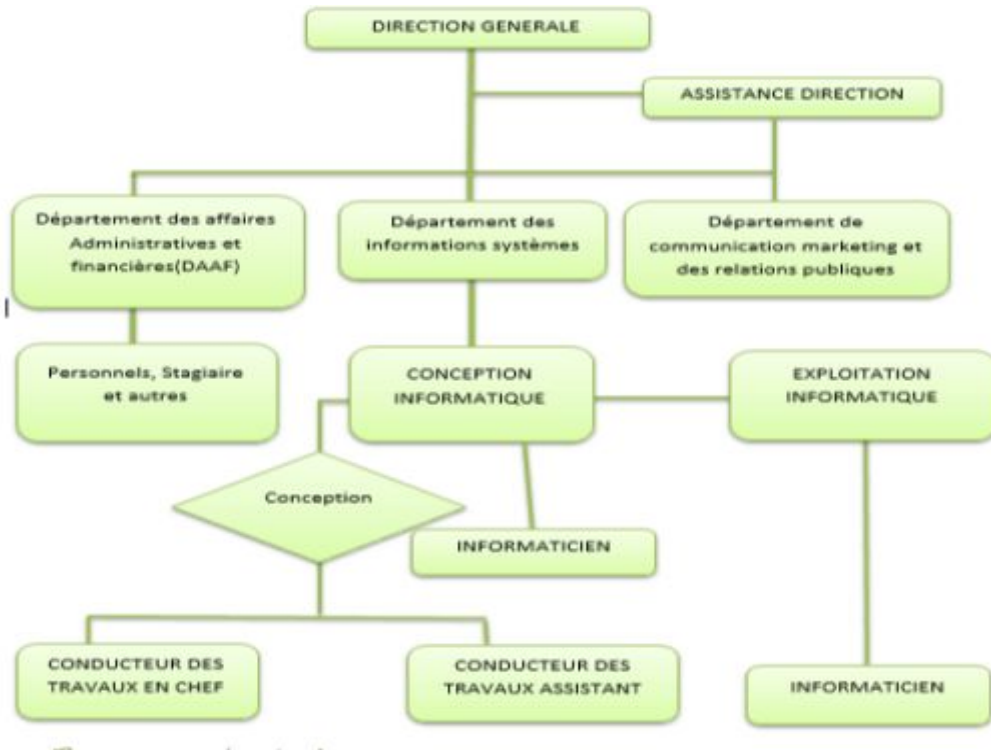 DIRECTION GENERALE
ASSISTANCE DIRECTION
Département des affaires
Administratives et
financières(DAAF)
Département des
informations systèmes
Département de
communication marketing et
des relations publiques
Personnels, Stagiaire
et autres
CONCEPTION
INFORMATIQUE
EXPLOITATION
INFORMATIQUE
Conception
INFORMATICIEN
CONDUCTEUR DES
TRAVAUX EN CHEF
CONDUCTEUR DES
TRAVAUX ASSISTANT
INFORMATICIEN